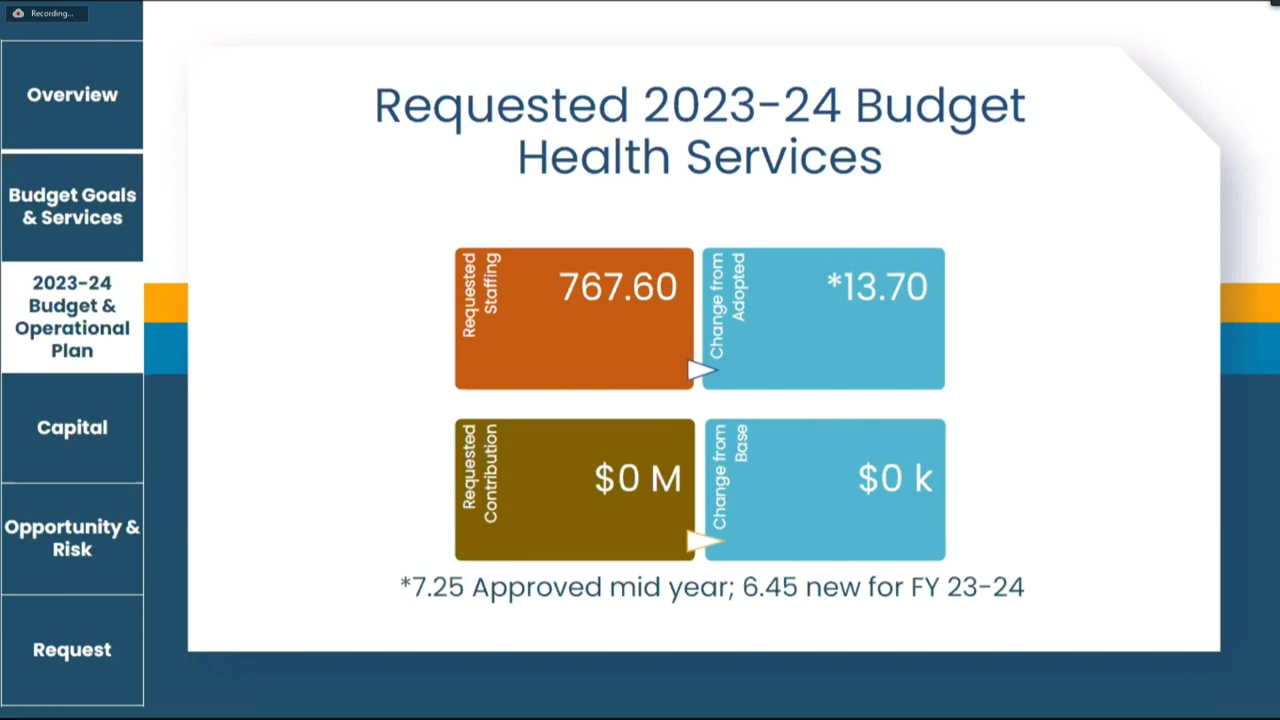 Recording...
Overview
Budget Goals
& Services
2023-24
Budget &
Operational
Plan
Capital
Opportunity &
Risk
Request
Requested 2023-24 Budget
Health Services
Requested
Staffing
767.60
Change from
Adopted
*13.70
Requested
Contribution
$0 M
Change from
Base
$0 k
*7.25 Approved mid year; 6.45 new for FY 23-24